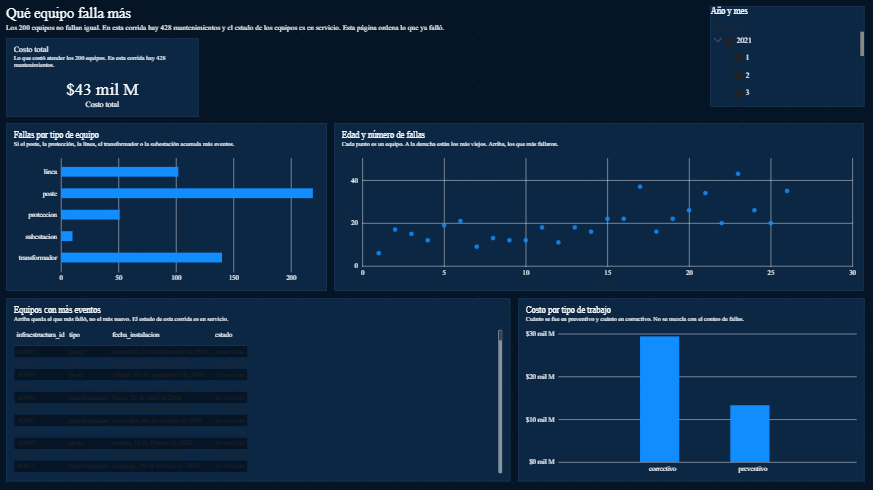 Qué equipo falla más
Los 200 equipos no fallan igual. En esta corrida hay 428 mantenimientos y el estado de los equipos es en servicio. Esta página ordena lo que ya falló.
Año y mes
2021
1
2
3
Costo total
Lo que costó atender los 200 equipos. En esta corrida hay 428
mantenimientos.
$43 mil M
Costo total
Fallas por tipo de equipo
Si el poste, la protección, la línea, el transformador o la subestación acumula más eventos.
linea
poste
proteccion
subestacion
transformador
0 50 100 150 200
Edad y número de fallas
Cada punto es un equipo. A la derecha están los más viejos. Arriba, los que más fallaron.
40
20
0
0 5 10 15 20 25 30
Equipos con más eventos
Arriba queda el que más falló, no el más nuevo. El estado de esta corrida es en servicio.
infraestructura_id tipo fecha_instalacion estado
Costo por tipo de trabajo
Cuánto se fue en preventivo y cuánto en correctivo. No se mezcla con el conteo de fallas.
$30 mil M
$20 mil M
$10 mil M
$0 mil M
correctivo preventivo